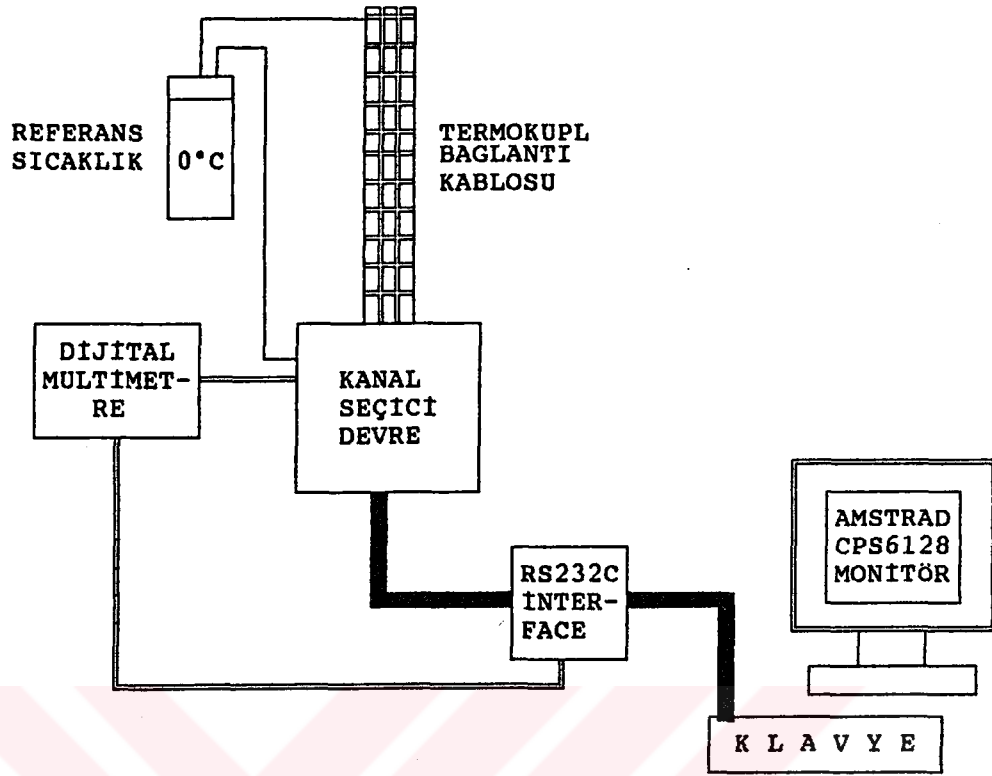 REFERANS
SICAKLIK
0°C
TERMOKUPL
BAGLANTI
KABLOSU
DİJİTAL
MULTİMET-
RE
KANAL
SEÇİCİ
DEVRE
RS232C
İNTER-
FACE
AMSTRAD
CPS6128
MONİTÖR
K L A V Y E